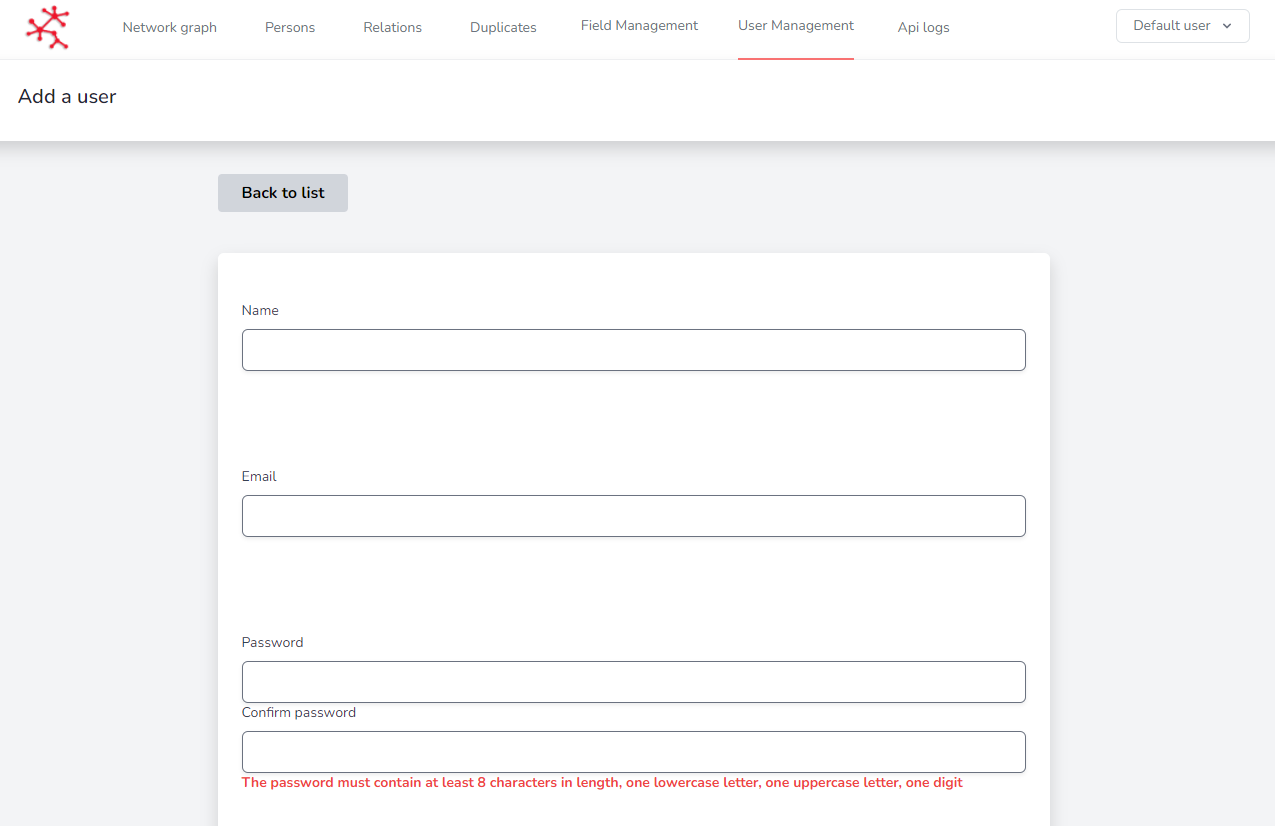 Network graph Persons Relations Duplicates Field Management User Management Api logs Default user
Add a user
Back to list
Name
Email
Password
Confirm password
The password must contain at least 8 characters in length, one lowercase letter, one uppercase letter, one digit